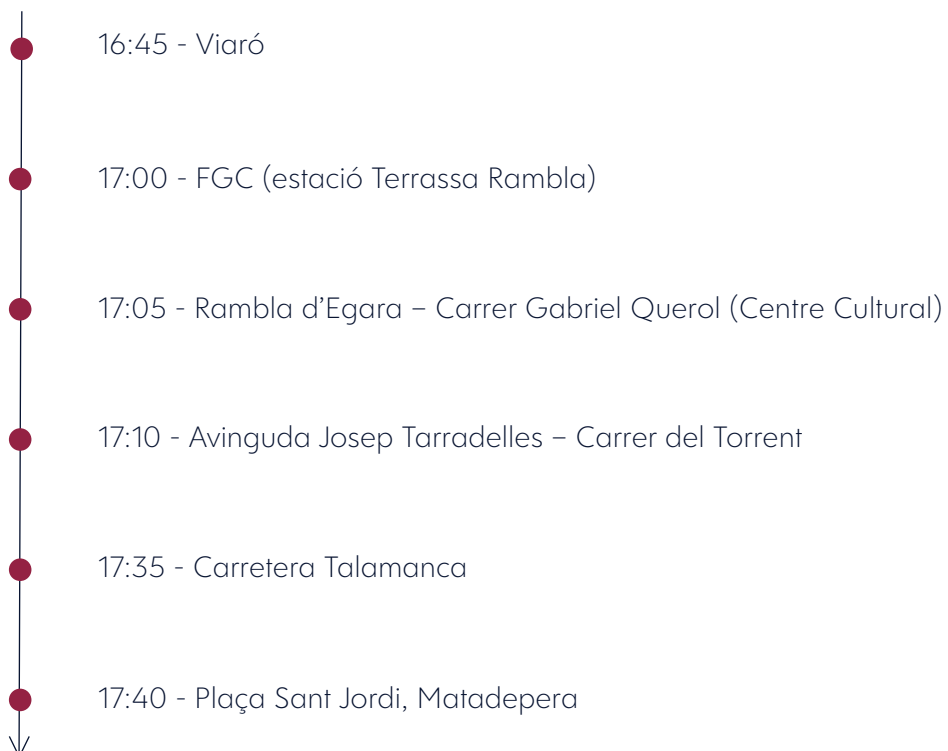 16:45 - Viaró
17:00 - FGC (estació Terrassa Rambla)
17:05 - Rambla d’Egara – Carrer Gabriel Querol (Centre Cultural)
17:10 - Avinguda Josep Tarradelles – Carrer del Torrent
17:35 - Carretera Talamanca
17:40 - Plaça Sant Jordi, Matadepera